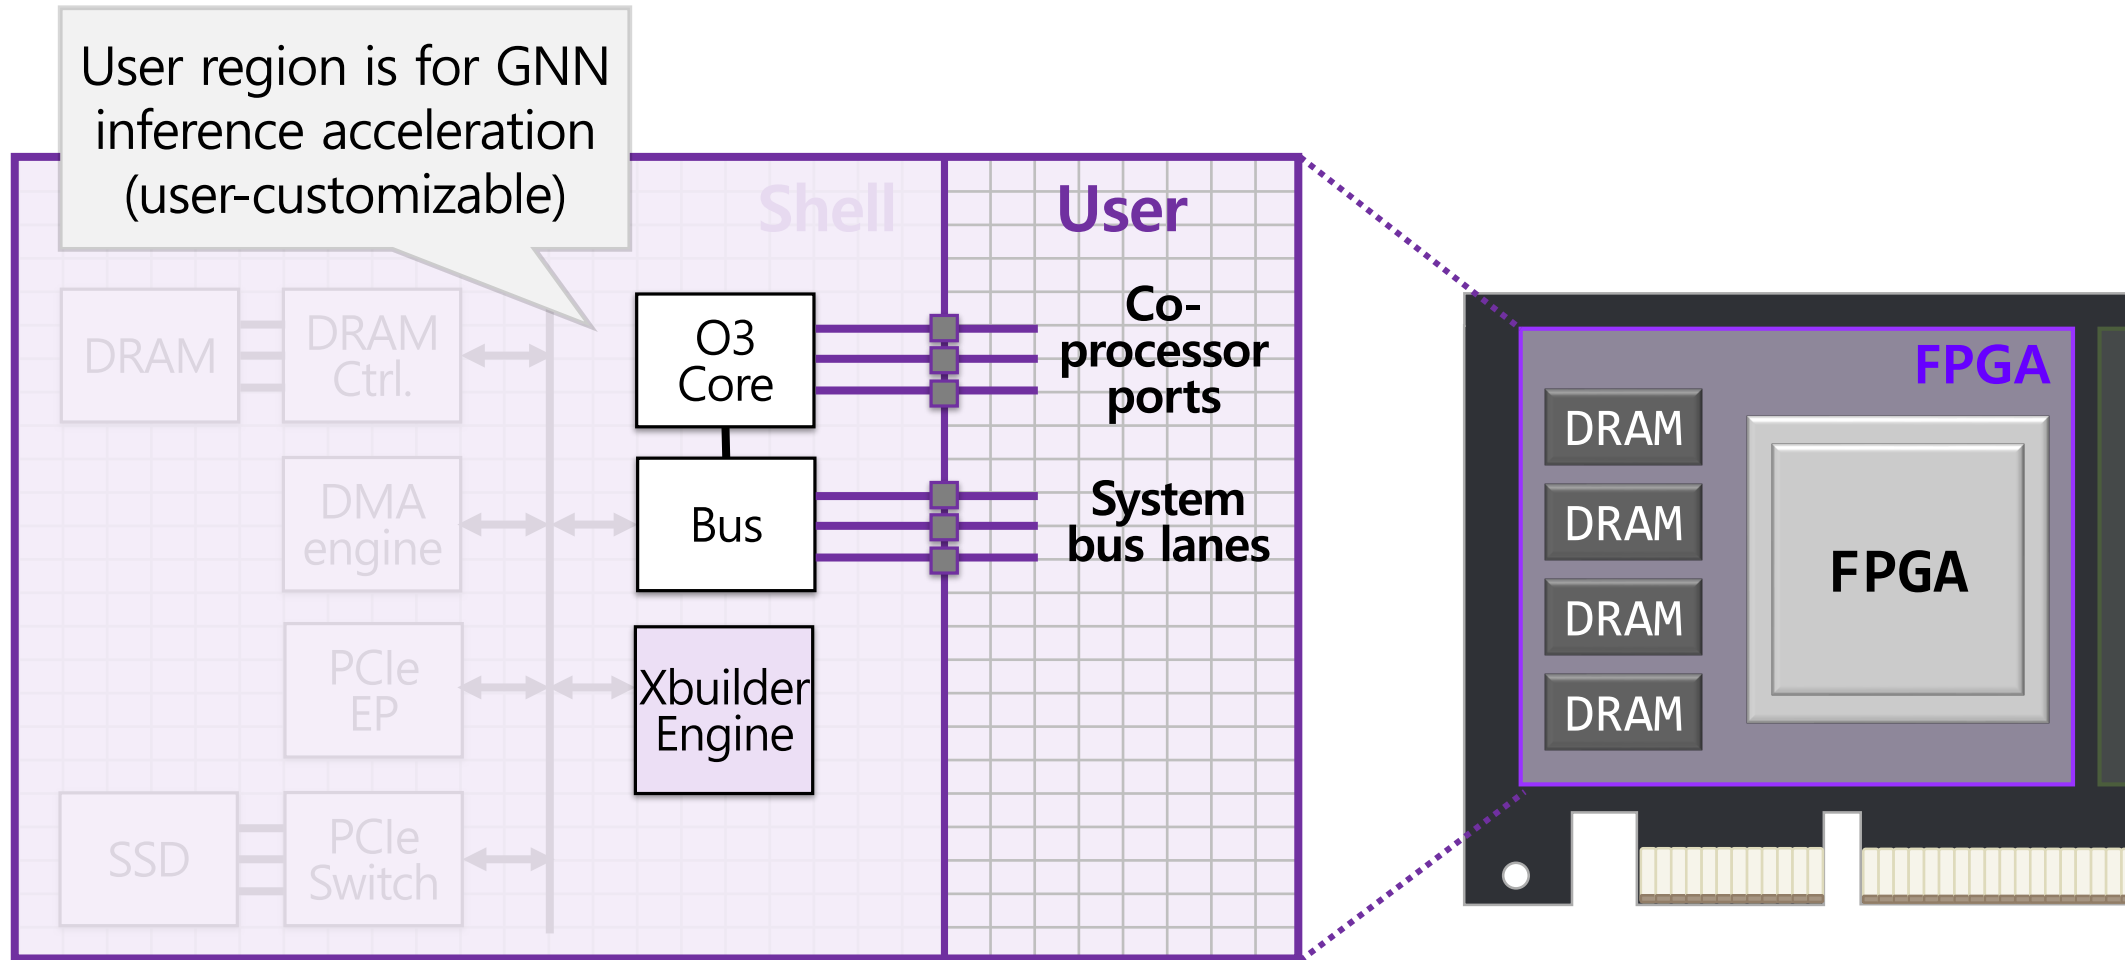 User region is for GNN
inference acceleration
(user-customizable)
Shell
User
DRAM
DRAM
Ctrl.
O3
Core
Co-
processor
ports
DMA
engine
Bus
System
bus lanes
PCIe
EP
Xbuilder
Engine
SSD
PCIe
Switch
FPGA
DRAM
DRAM
DRAM
DRAM
FPGA